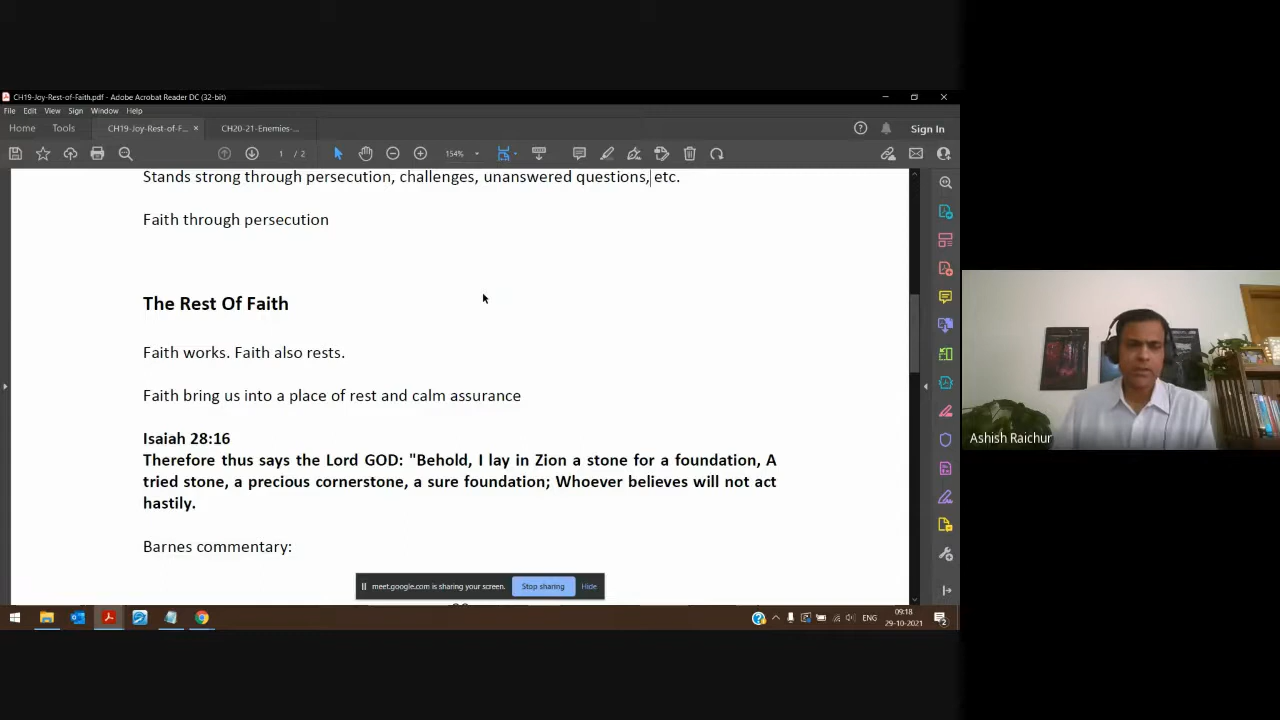 CH19-Joy-Rest-of-Faith.pdf - Adobe Acrobat Reader DC (32-bit)
File Edit View Sign Window Help
Home Tools CH19-Joy-Rest-of-F... × CH20-21-Enemies-... Sign In
1 / 2 154%
Stands strong through persecution, challenges, unanswered questions, etc.
Faith through persecution
The Rest Of Faith
Faith works. Faith also rests.
Faith bring us into a place of rest and calm assurance
Isaiah 28:16
Therefore thus says the Lord GOD: "Behold, I lay in Zion a stone for a foundation, A
tried stone, a precious cornerstone, a sure foundation; Whoever believes will not act
hastily.
Barnes commentary:
meet.google.com is sharing your screen. Stop sharing Hide
ENG 09:18
29-10-2021
2
Ashish Raichur